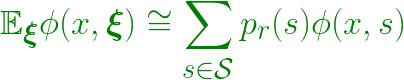 𝔼_𝝃 ϕ(x, 𝝃) ≅ ∑_{s∈𝒮} p_r(s)ϕ(x, s)